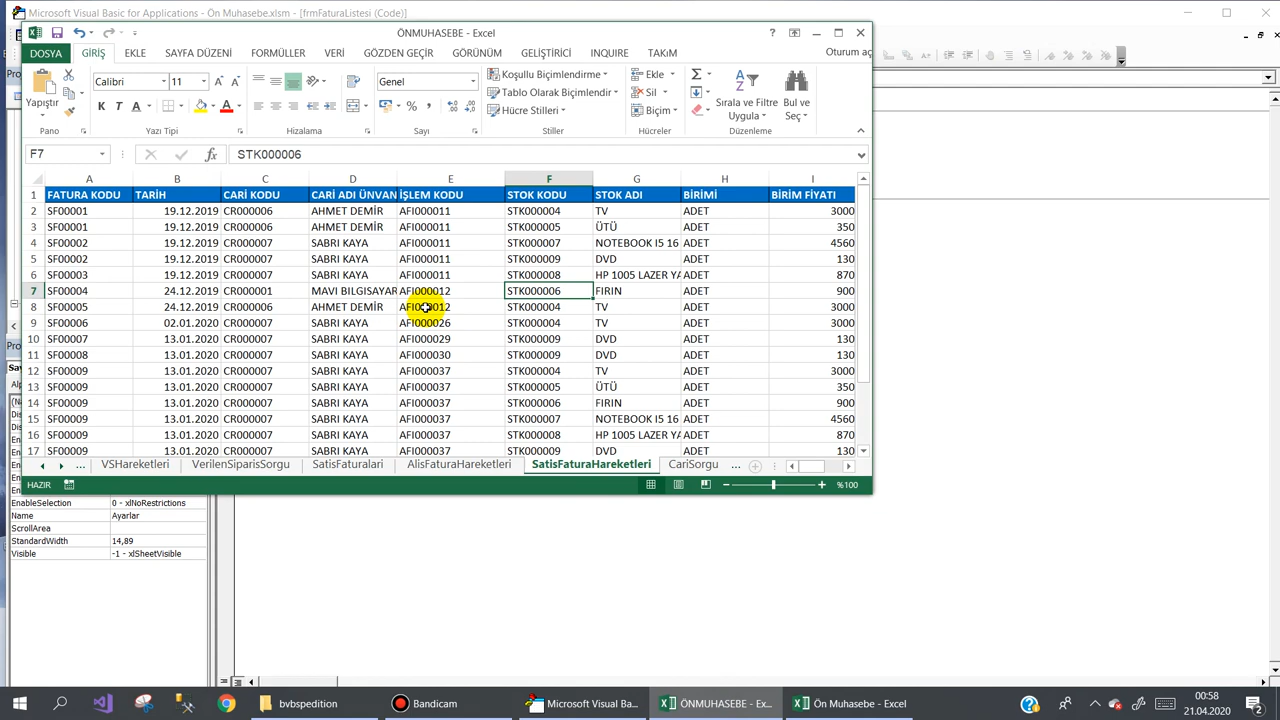 Microsoft Visual Basic for Applications - Ön Muhasebe.xlsm - [frmFaturaListesi (Code)]
ÖNMUHASEBE - Excel
DOSYA GİRİŞ EKLE SAYFA DÜZENİ FORMÜLLER VERİ GÖZDEN GEÇİR GÖRÜNÜM GELİŞTİRİCİ INQUIRE TAKıM Oturum aç
Yapıştır
Calibri 11
K T A
Genel
Koşullu Biçimlendirme
Tablo Olarak Biçimlendir
Hücre Stilleri
Ekle
Sil
Biçim
Sırala ve Filtre Uygula
Bul ve Seç
Pano Yazı Tipi Hizalama Sayı Stiller Hücreler Düzenleme
F7 STK000006
A B C D E F G H I
1 FATURA KODU TARİH CARİ KODU CARİ ADI ÜNVAN İŞLEM KODU STOK KODU STOK ADI BİRİMİ BİRİM FİYATI
2 SF00001 19.12.2019 CR000006 AHMET DEMİR AFI000011 STK000004 TV ADET 3000
3 SF00001 19.12.2019 CR000006 AHMET DEMİR AFI000011 STK000005 ÜTÜ ADET 350
4 SF00002 19.12.2019 CR000007 SABRI KAYA AFI000011 STK000007 NOTEBOOK I5 16 ADET 4560
5 SF00002 19.12.2019 CR000007 SABRI KAYA AFI000011 STK000009 DVD ADET 130
6 SF00003 19.12.2019 CR000007 SABRI KAYA AFI000011 STK000008 HP 1005 LAZER YA ADET 870
7 SF00004 24.12.2019 CR000001 MAVI BILGISAYAR AFI000012 STK000006 FIRIN ADET 900
8 SF00005 24.12.2019 CR000006 AHMET DEMİR AFI000012 STK000004 TV ADET 3000
9 SF00006 02.01.2020 CR000007 SABRI KAYA AFI000026 STK000004 TV ADET 3000
10 SF00007 13.01.2020 CR000007 SABRI KAYA AFI000029 STK000009 DVD ADET 130
11 SF00008 13.01.2020 CR000007 SABRI KAYA AFI000030 STK000009 DVD ADET 130
12 SF00009 13.01.2020 CR000007 SABRI KAYA AFI000037 STK000004 TV ADET 3000
13 SF00009 13.01.2020 CR000007 SABRI KAYA AFI000037 STK000005 ÜTÜ ADET 350
14 SF00009 13.01.2020 CR000007 SABRI KAYA AFI000037 STK000006 FIRIN ADET 900
15 SF00009 13.01.2020 CR000007 SABRI KAYA AFI000037 STK000007 NOTEBOOK I5 16 ADET 4560
16 SF00009 13.01.2020 CR000007 SABRI KAYA AFI000037 STK000008 HP 1005 LAZER YA ADET 870
17 SF00009 13.01.2020 CR000007 SABRI KAYA AFI000037 STK000009 DVD ADET 130
... VSHareketleri VerilenSiparisSorgu SatisFaturalari AlisFaturaHareketleri SatisFaturaHareketleri CariSorgu ...
HAZIR %100
EnableSelection 0 - xlNoRestrictions
Name Ayarlar
ScrollArea
StandardWidth 14,89
Visible -1 - xlSheetVisible
bvbspedition Bandicam Microsoft Visual Ba... ÖNMUHASEBE - Ex... Ön Muhasebe - Excel
00:58
21.04.2020
2